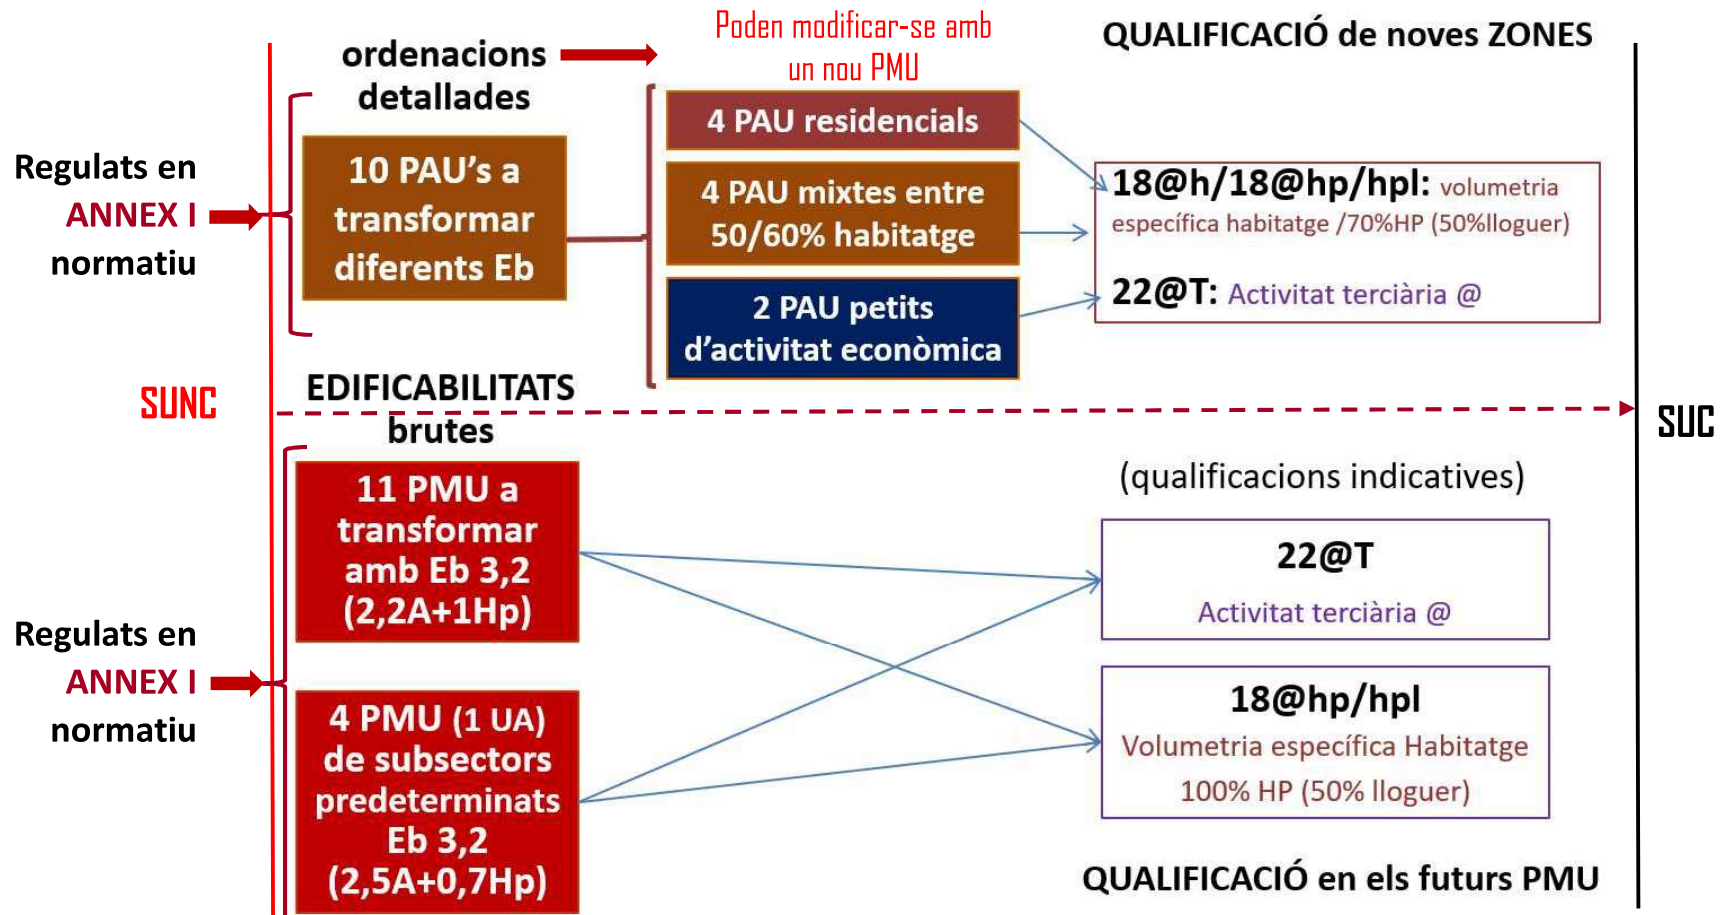 Poden modificar-se amb
un nou PMU
QUALIFICACIÓ de noves ZONES
ordenacions
detallades
Regulats en
ANNEX I
normatiu
10 PAU’s a
transformar
diferents Eb
4 PAU residencials
4 PAU mixtes entre
50/60% habitatge
2 PAU petits
d’activitat econòmica
18@h/18@hp/hpl: volumetria
específica habitatge /70%HP (50%lloguer)
22@T: Activitat terciària @
SUNC
EDIFICABILITATS
brutes
SUC
11 PMU a
transformar
amb Eb 3,2
(2,2A+1Hp)
(qualificacions indicatives)
22@T
Activitat terciària @
Regulats en
ANNEX I
normatiu
4 PMU (1 UA)
de subsectors
predeterminats
Eb 3,2
(2,5A+0,7Hp)
18@hp/hpl
Volumetria específica Habitatge
100% HP (50% lloguer)
QUALIFICACIÓ en els futurs PMU